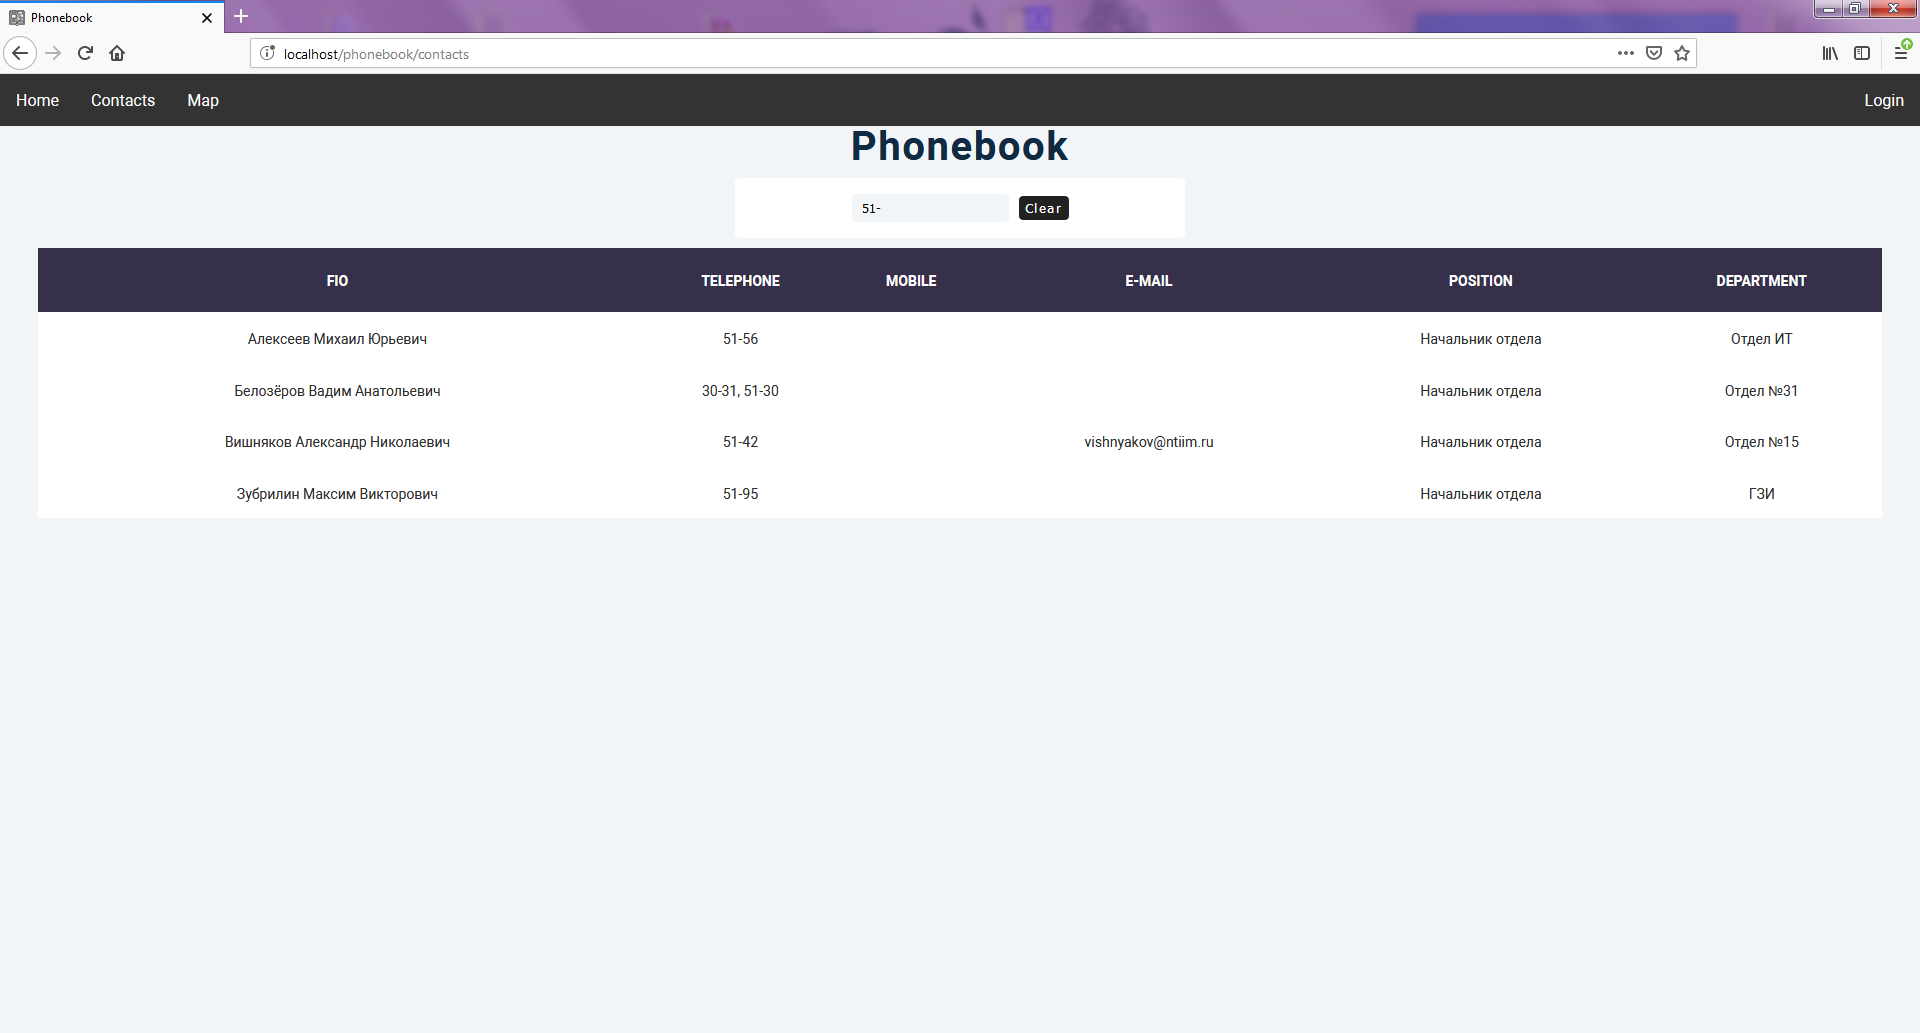 Phonebook
localhost/phonebook/contacts
Home Contacts Map Login
Phonebook
51- Clear
FIO TELEPHONE MOBILE E-MAIL POSITION DEPARTMENT
Алексеев Михаил Юрьевич 51-56 Начальник отдела Отдел ИТ
Белозёров Вадим Анатольевич 30-31, 51-30 Начальник отдела Отдел №31
Вишняков Александр Николаевич 51-42 vishnyakov@ntiim.ru Начальник отдела Отдел №15
Зубрилин Максим Викторович 51-95 Начальник отдела ГЗИ